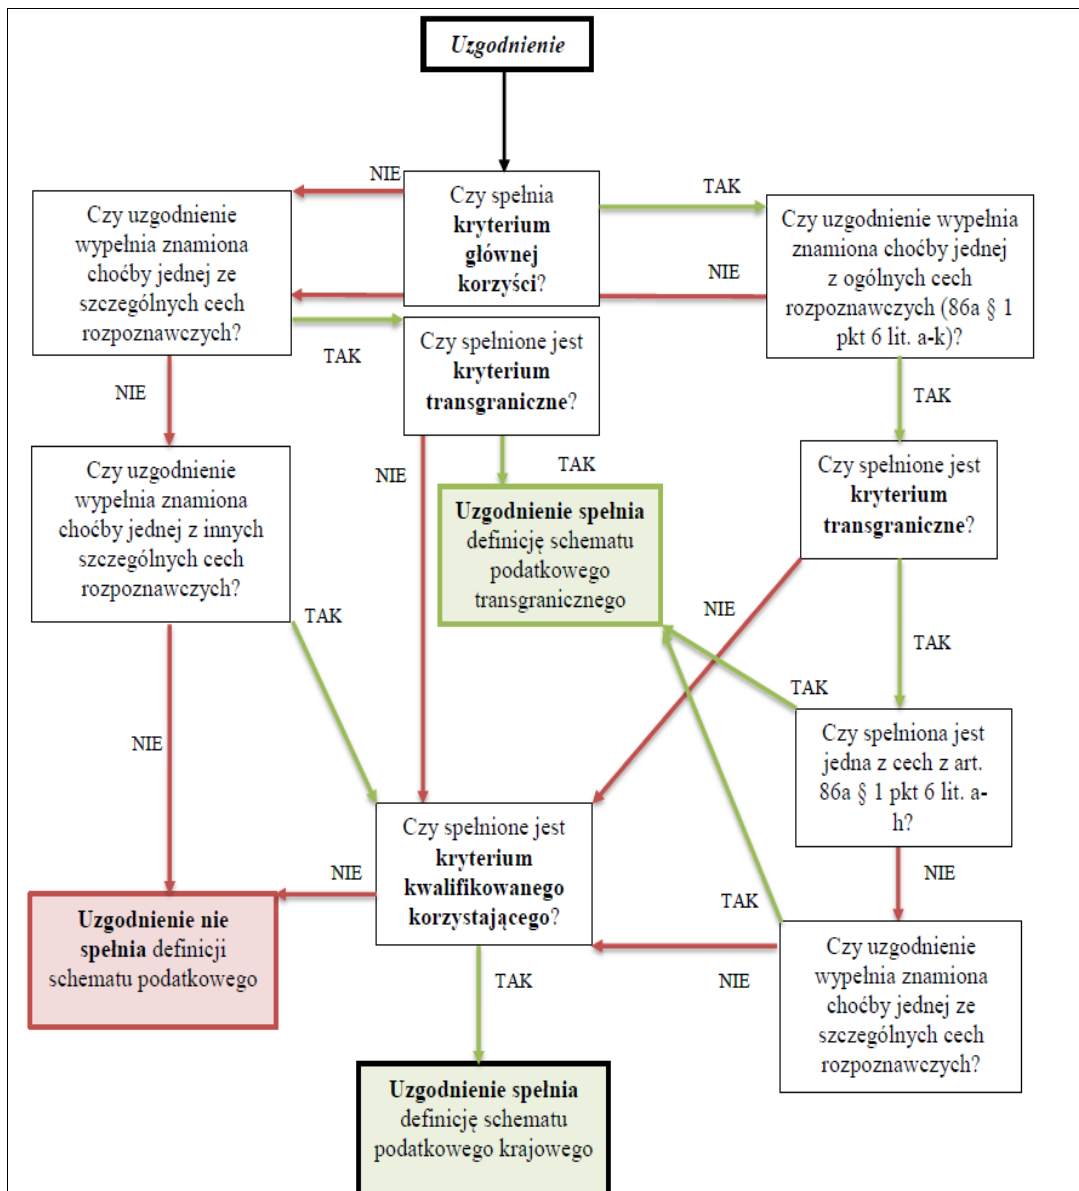 Uzgodnienie
NIE
TAK
Czy spełnia
kryterium
głównej
korzyści?
Czy uzgodnienie
wypełnia znamiona
choćby jednej ze
szczególnych cech
rozpoznawczych?
Czy uzgodnienie wypełnia
znamiona choćby jednej
z ogólnych cech
rozpoznawczych (86a § 1
pkt 6 lit. a-k)?
NIE
TAK
Czy spełnione jest
kryterium
transgraniczne?
NIE
TAK
NIE
TAK
Czy uzgodnienie
wypełnia znamiona
choćby jednej z innych
szczególnych cech
rozpoznawczych?
Uzgodnienie spełnia
definicję schematu
podatkowego
transgranicznego
Czy spełnione jest
kryterium
transgraniczne?
TAK
NIE
TAK
TAK
NIE
Czy spełniona jest
jedna z cech z art.
86a § 1 pkt 6 lit. a-
h?
Czy spełnione jest
kryterium
kwalifikowanego
korzystającego?
NIE
NIE
TAK
Uzgodnienie nie
spełnia definicji
schematu podatkowego
TAK
NIE
Czy uzgodnienie
wypełnia znamiona
choćby jednej ze
szczególnych cech
rozpoznawczych?
Uzgodnienie spełnia
definicję schematu
podatkowego krajowego